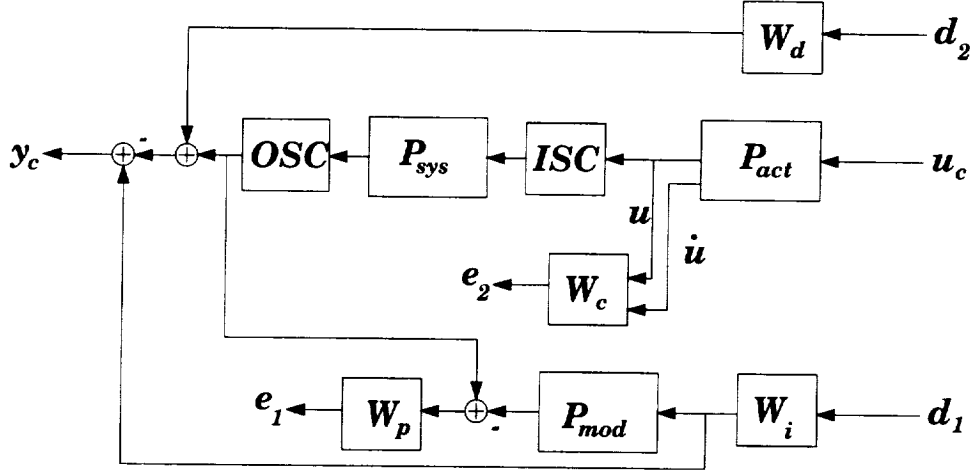 W_d d_2
-
y_c OSC P_sys ISC P_act u_c
u u̇
e_2 W_c
e_1 W_p - P_mod W_i d_1